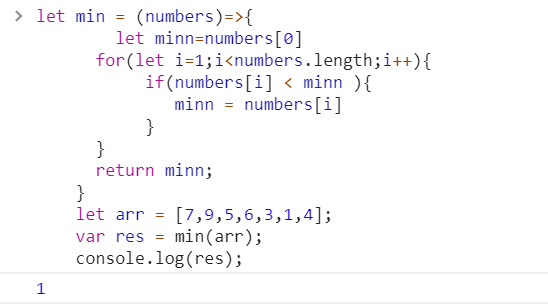 > let min = (numbers)=>{
let minn=numbers[0]
for(let i=1;i<numbers.length;i++){
if(numbers[i] < minn ){
minn = numbers[i]
}
}
return minn;
}
let arr = [7,9,5,6,3,1,4];
var res = min(arr);
console.log(res);
1